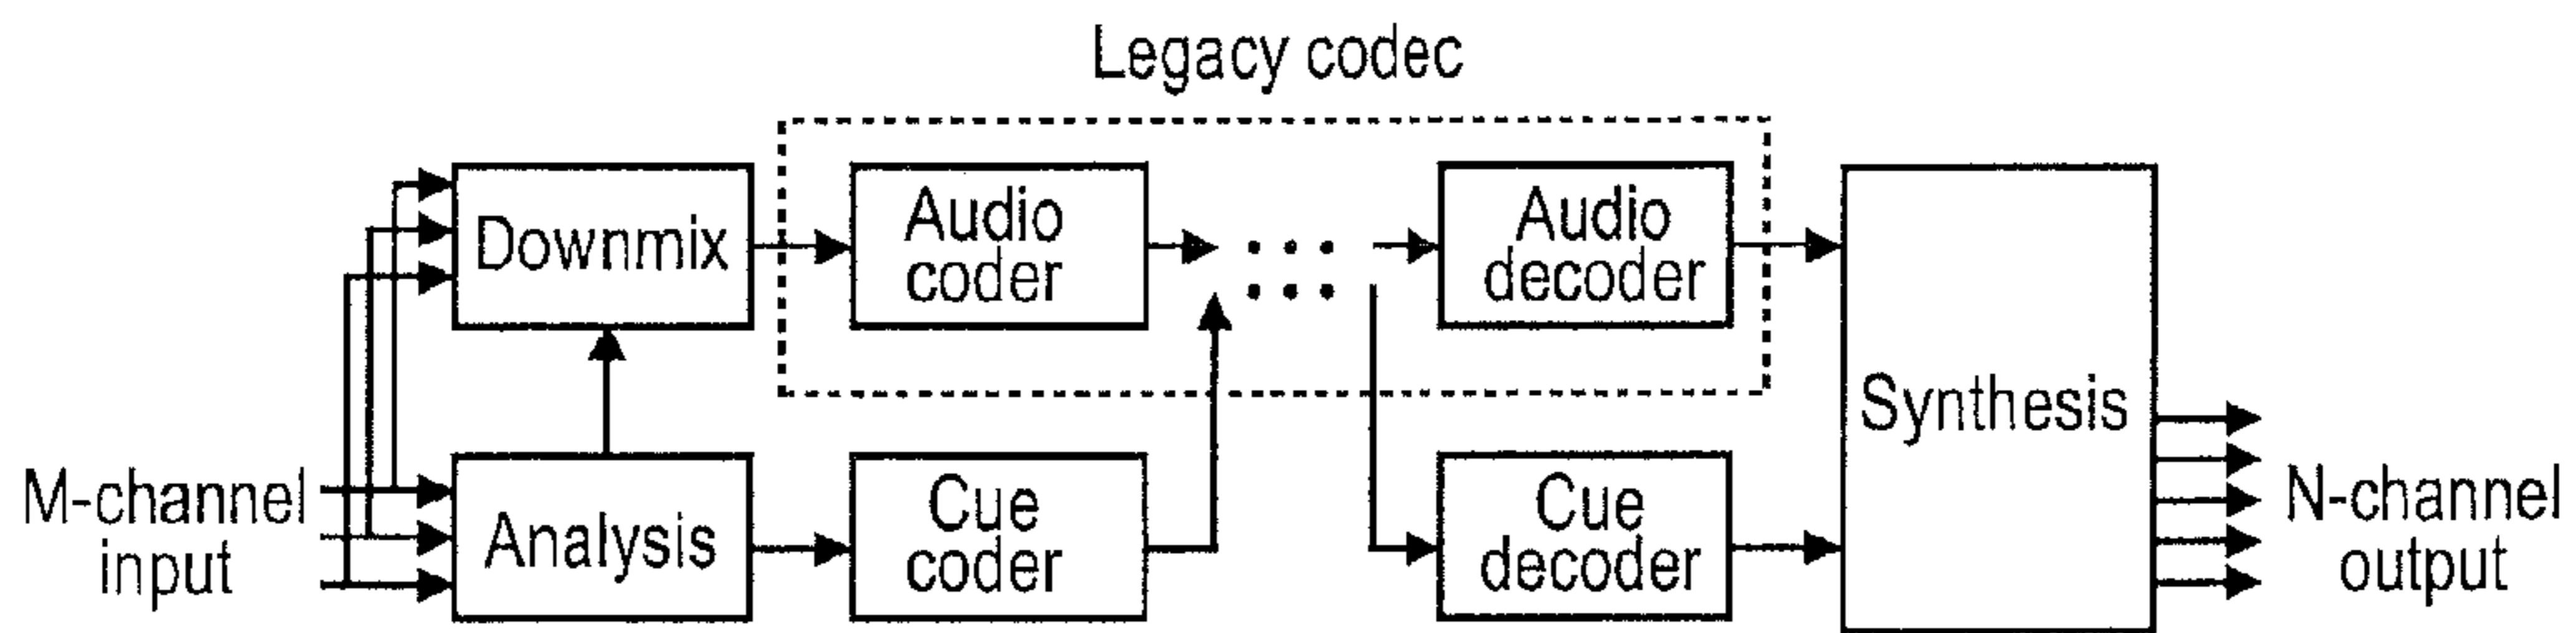 Legacy codec
Downmix
Audio
coder
Audio
decoder
Synthesis
M-channel
input
Analysis
Cue
coder
Cue
decoder
N-channel
output